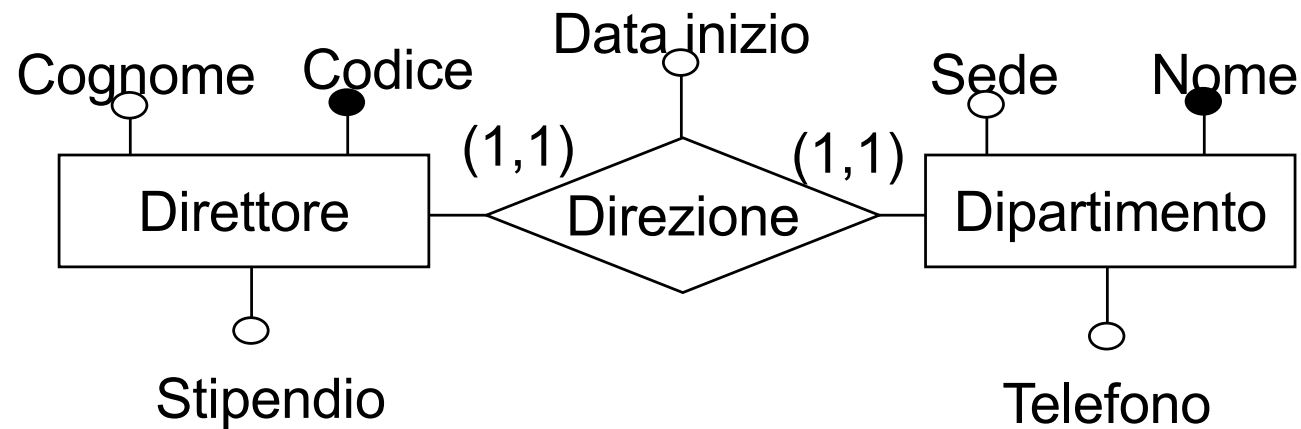 Data inizio
Cognome
Codice
Sede
Nome
(1,1)
(1,1)
Direttore
Direzione
Dipartimento
Stipendio
Telefono